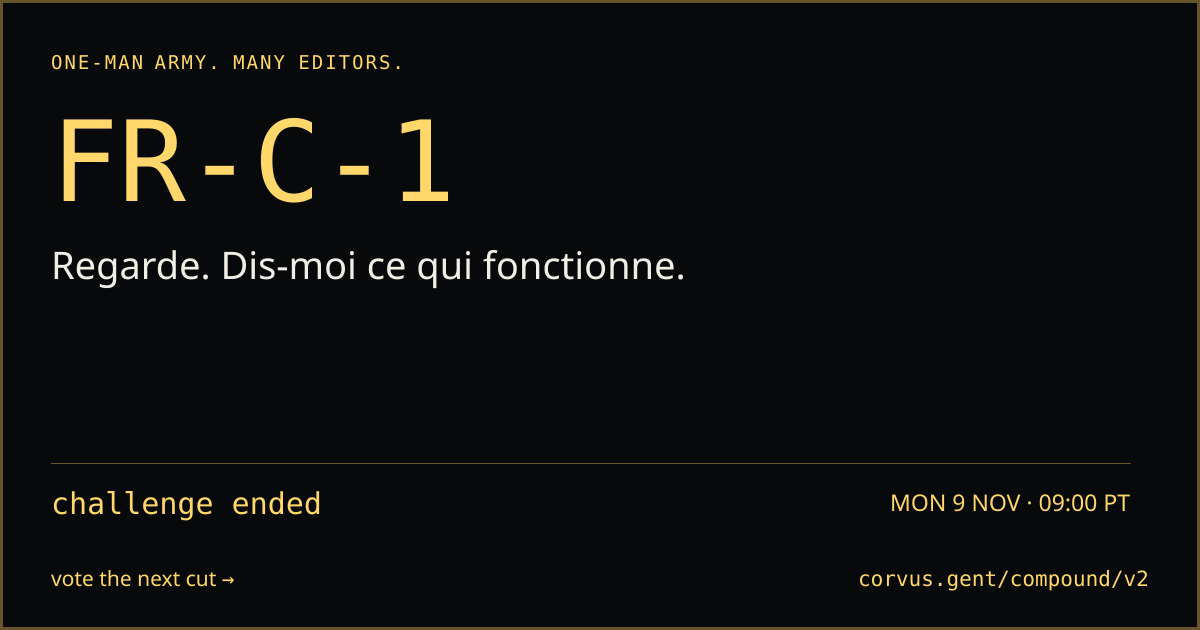 ONE-MAN ARMY. MANY EDITORS.
FR-C-1
Regarde. Dis-moi ce qui fonctionne.
challenge ended
MON 9 NOV · 09:00 PT
vote the next cut →
corvus.gent/compound/v2